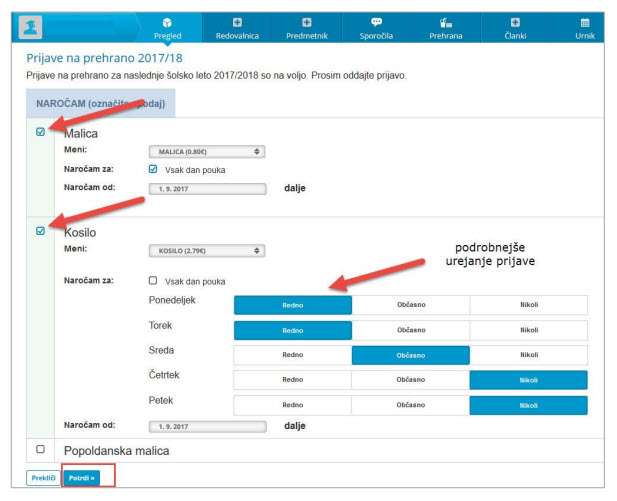 Pregled Redovalnica Predmetnik Sporočila Prehrana Članki Urnik
Prijave na prehrano 2017/18
Prijave na prehrano za naslednje šolsko leto 2017/2018 so na voljo. Prosim oddajte prijavo.
NAROČAM (označite podaj)
Malica
Meni: MALICA (0.80€)
Naročam za: Vsak dan pouka
Naročam od: 1. 9. 2017 dalje
Kosilo
Meni: KOSILO (2.79€)
podrobnejše
urejanje prijave
Naročam za: Vsak dan pouka
Ponedeljek Redno Občasno Nikoli
Torek Redno Občasno Nikoli
Sreda Redno Občasno Nikoli
Četrtek Redno Občasno Nikoli
Petek Redno Občasno Nikoli
Naročam od: 1. 9. 2017 dalje
Popoldanska malica
Prekliči Potrdi »